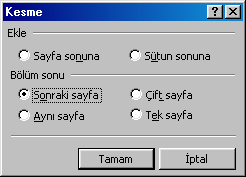 Kesme
Ekle
Sayfa sonuna Sütun sonuna
Bölüm sonu
Sonraki sayfa Çift sayfa
Aynı sayfa Tek sayfa
Tamam İptal